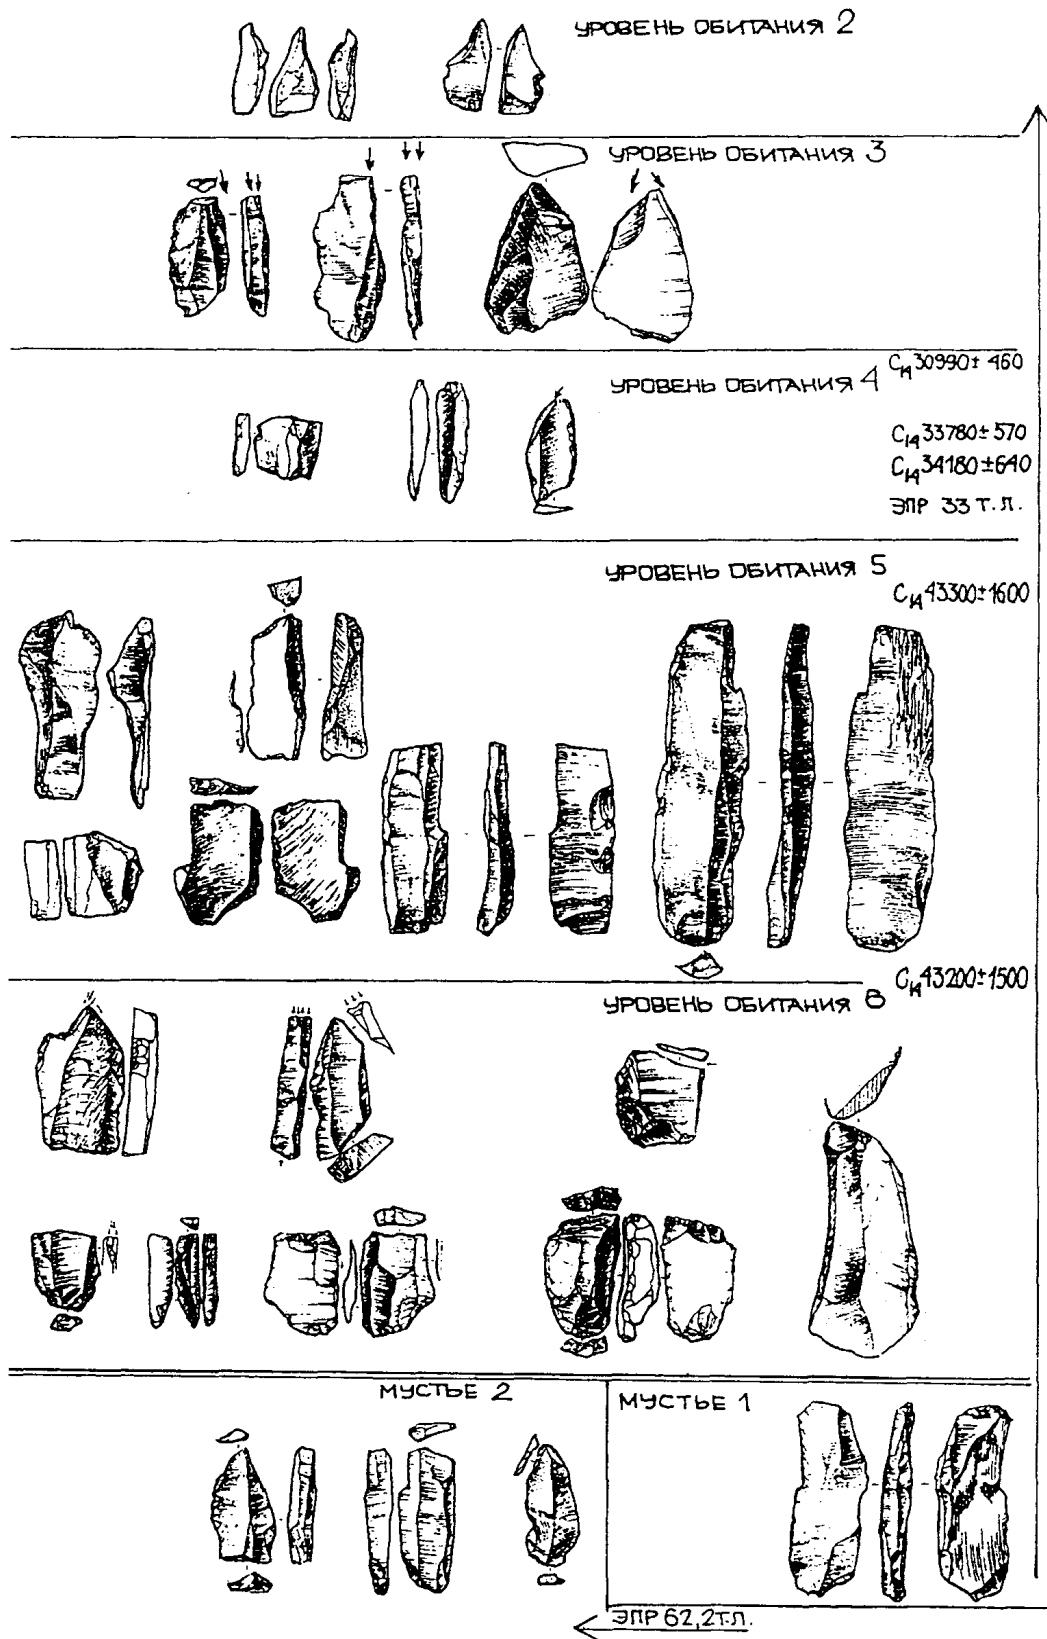 УРОВЕНЬ ОБИТАНИЯ 2
УРОВЕНЬ ОБИТАНИЯ 3
C14 30990± 460
УРОВЕНЬ ОБИТАНИЯ 4
C14 33780± 570
C14 34180±640
ЭПР 33 Т.Л.
УРОВЕНЬ ОБИТАНИЯ 5
C14 43300±1600
C14 43200±1500
УРОВЕНЬ ОБИТАНИЯ 6
МУСТЬЕ 2
МУСТЬЕ 1
ЭПР 62,2Т.Л.